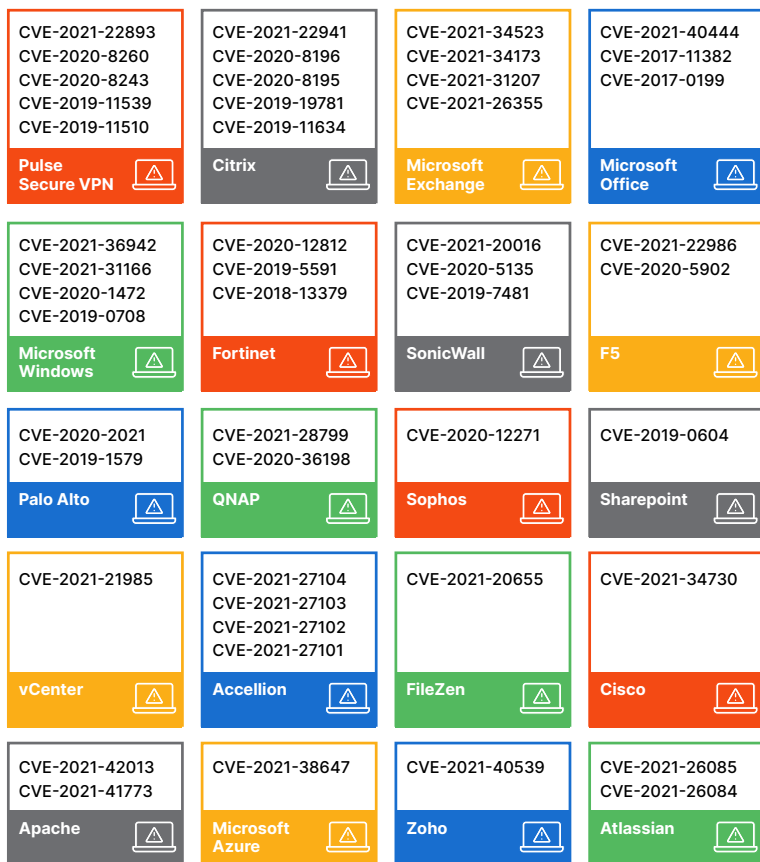 CVE-2021-22893
CVE-2020-8260
CVE-2020-8243
CVE-2019-11539
CVE-2019-11510
Pulse
Secure VPN
CVE-2021-22941
CVE-2020-8196
CVE-2020-8195
CVE-2019-19781
CVE-2019-11634
Citrix
CVE-2021-34523
CVE-2021-34173
CVE-2021-31207
CVE-2021-26355
Microsoft
Exchange
CVE-2021-40444
CVE-2017-11382
CVE-2017-0199
Microsoft
Office
CVE-2021-36942
CVE-2021-31166
CVE-2020-1472
CVE-2019-0708
Microsoft
Windows
CVE-2020-12812
CVE-2019-5591
CVE-2018-13379
Fortinet
CVE-2021-20016
CVE-2020-5135
CVE-2019-7481
SonicWall
CVE-2021-22986
CVE-2020-5902
F5
CVE-2020-2021
CVE-2019-1579
Palo Alto
CVE-2021-28799
CVE-2020-36198
QNAP
CVE-2020-12271
Sophos
CVE-2019-0604
Sharepoint
CVE-2021-21985
vCenter
CVE-2021-27104
CVE-2021-27103
CVE-2021-27102
CVE-2021-27101
Accellion
CVE-2021-20655
FileZen
CVE-2021-34730
Cisco
CVE-2021-42013
CVE-2021-41773
Apache
CVE-2021-38647
Microsoft
Azure
CVE-2021-40539
Zoho
CVE-2021-26085
CVE-2021-26084
Atlassian